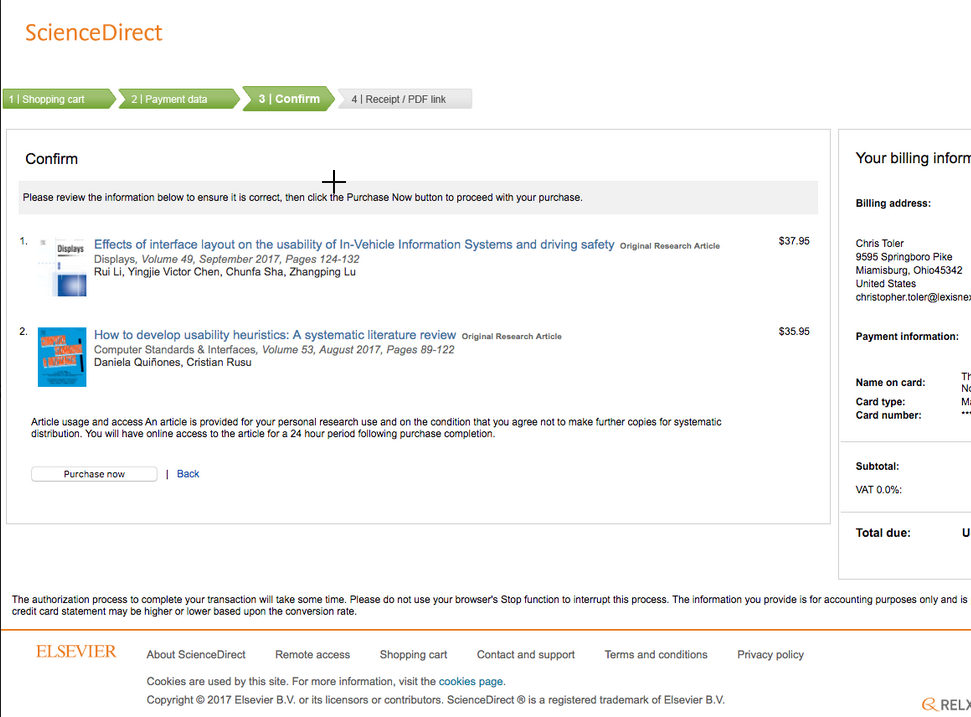 ScienceDirect
1 | Shopping cart
2 | Payment data
3 | Confirm
4 | Receipt / PDF link
Confirm
Please review the information below to ensure it is correct, then click the Purchase Now button to proceed with your purchase.
1.
Displays
Effects of interface layout on the usability of In-Vehicle Information Systems and driving safety Original Research Article
$37.95
Displays, Volume 49, September 2017, Pages 124-132
Rui Li, Yingjie Victor Chen, Chunfa Sha, Zhangping Lu
2.
How to develop usability heuristics: A systematic literature review Original Research Article
$35.95
Computer Standards & Interfaces, Volume 53, August 2017, Pages 89-122
Daniela Quiñones, Cristian Rusu
Article usage and access An article is provided for your personal research use and on the condition that you agree not to make further copies for systematic
distribution. You will have online access to the article for a 24 hour period following purchase completion.
Purchase now | Back
Your billing inform
Billing address:
Chris Toler
9595 Springboro Pike
Miamisburg, Ohio45342
United States
christopher.toler@lexisnex
Payment information:
Th
No
Name on card:
Card type: Ma
Card number: ***
Subtotal:
VAT 0.0%:
Total due: U
The authorization process to complete your transaction will take some time. Please do not use your browser's Stop function to interrupt this process. The information you provide is for accounting purposes only and is
credit card statement may be higher or lower based upon the conversion rate.
ELSEVIER
About ScienceDirect
Remote access
Shopping cart
Contact and support
Terms and conditions
Privacy policy
Cookies are used by this site. For more information, visit the cookies page.
Copyright © 2017 Elsevier B.V. or its licensors or contributors. ScienceDirect ® is a registered trademark of Elsevier B.V.
RELX